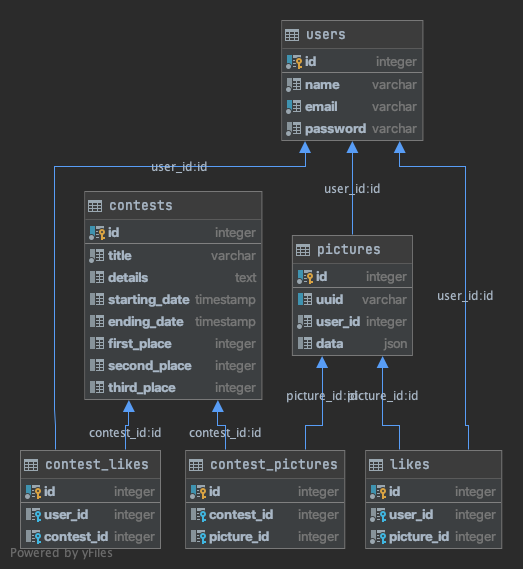 users
id integer
name varchar
email varchar
password varchar
user_id:id
user_id:id
contests
id integer
title varchar
details text
starting_date timestamp
ending_date timestamp
first_place integer
second_place integer
third_place integer
pictures
id integer
uuid varchar
user_id integer
data json
user_id:id
picture_id:id
picture_id:id
contest_id:id
contest_id:id
contest_likes
id integer
user_id integer
contest_id integer
contest_pictures
id integer
contest_id integer
picture_id integer
likes
id integer
user_id integer
picture_id integer
Powered by yFiles